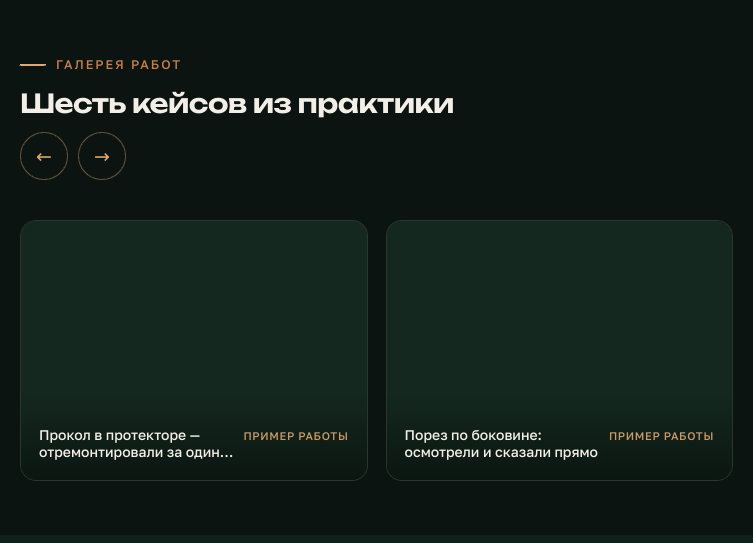 ГАЛЕРЕЯ РАБОТ
Шесть кейсов из практики
← →
Прокол в протекторе —
отремонтировали за один...
ПРИМЕР РАБОТЫ
Порез по боковине:
осмотрели и сказали прямо
ПРИМЕР РАБОТЫ